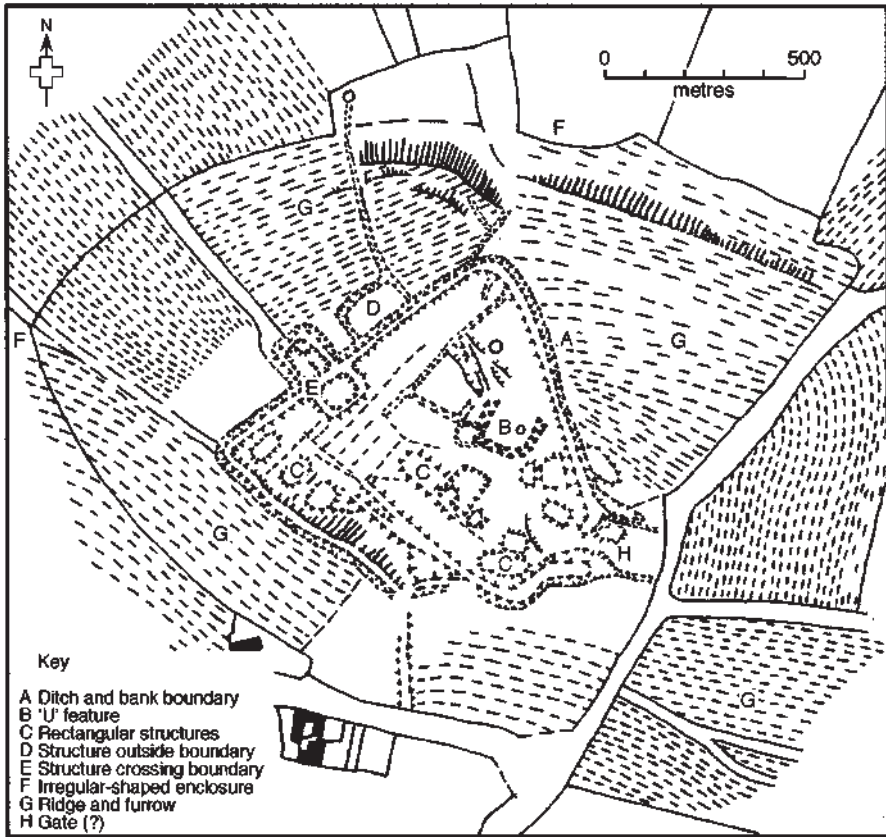 N
0 500
metres
F
G
D
A
O
G
E
F
B o
C
C
G
H
C
Key
A Ditch and bank boundary
B 'U' feature
C Rectangular structures
D Structure outside boundary
E Structure crossing boundary
F Irregular-shaped enclosure
G Ridge and furrow
H Gate (?)
G